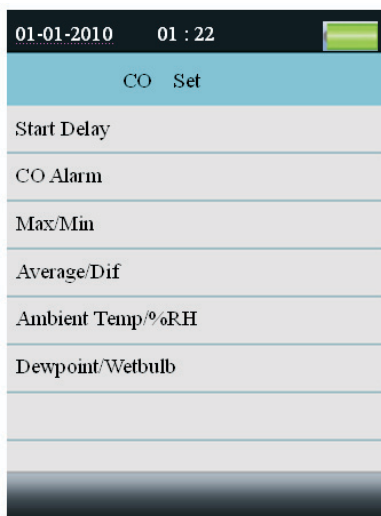 01-01-2010 01 : 22
CO Set
Start Delay
CO Alarm
Max/Min
Average/Dif
Ambient Temp/%RH
Dewpoint/Wetbulb